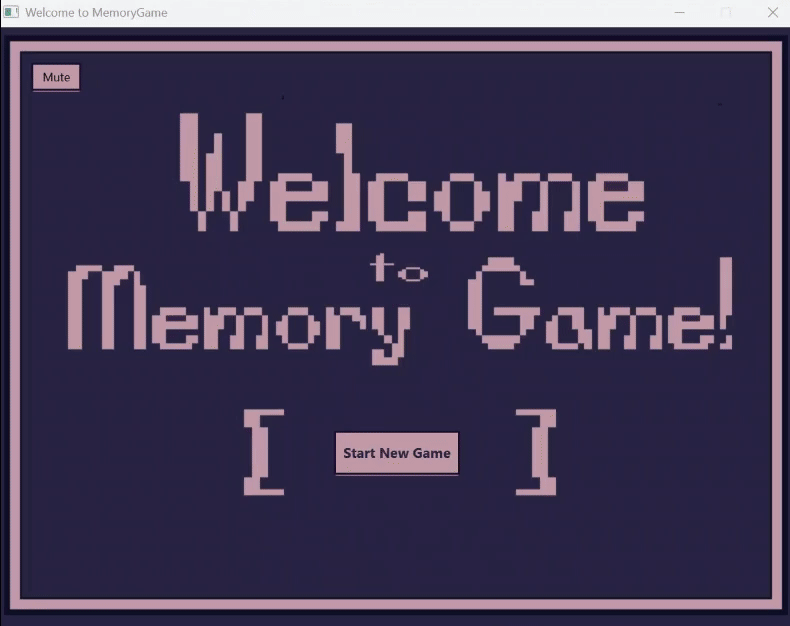 Welcome to MemoryGame
Mute
Welcome
to
Memory Game!
[ Start New Game ]